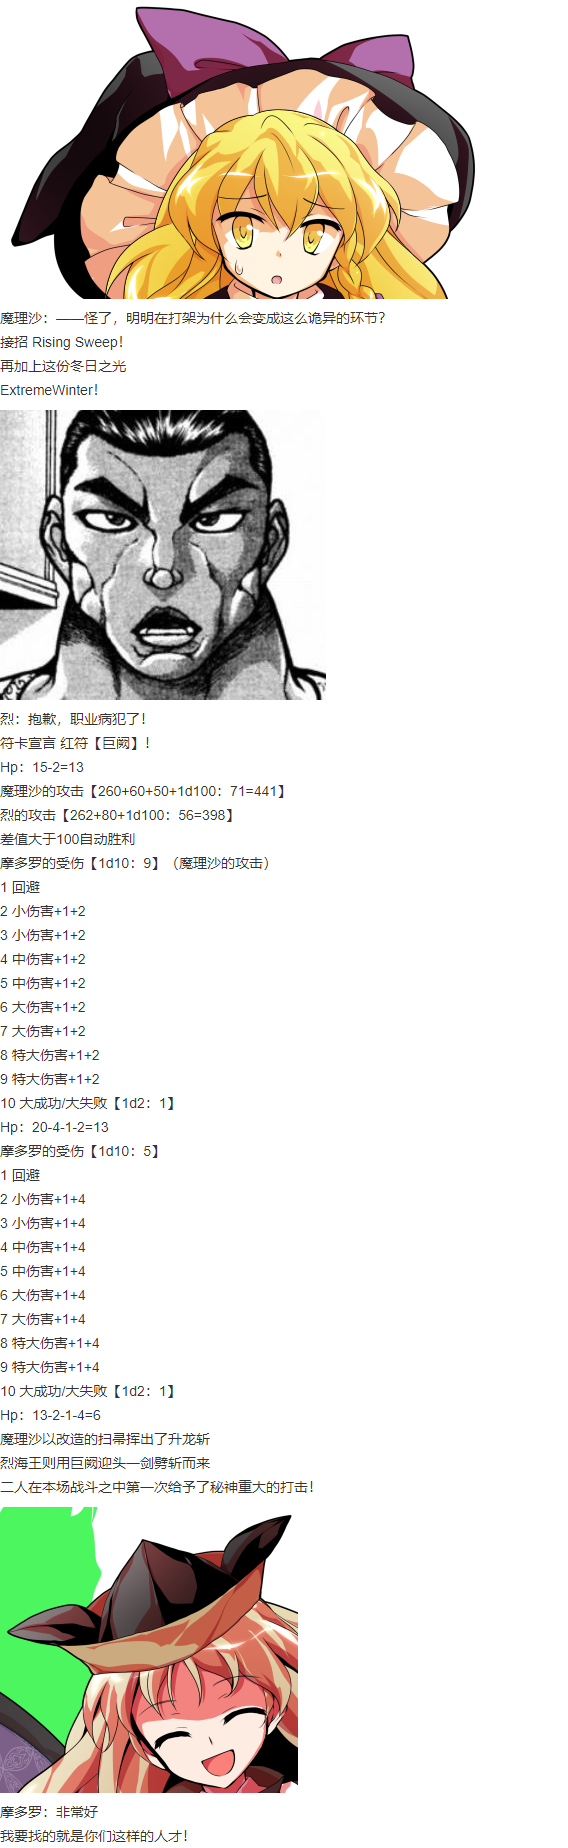 魔理沙：——怪了，明明在打架为什么会变成这么诡异的环节？
接招 Rising Sweep！
再加上这份冬日之光
ExtremeWinter！
烈：抱歉，职业病犯了！
符卡宣言 红符【巨阙】！
Hp：15-2=13
魔理沙的攻击【260+60+50+1d100：71=441】
烈的攻击【262+80+1d100：56=398】
差值大于100自动胜利
摩多罗的受伤【1d10：9】（魔理沙的攻击）
1 回避
2 小伤害+1+2
3 小伤害+1+2
4 中伤害+1+2
5 中伤害+1+2
6 大伤害+1+2
7 大伤害+1+2
8 特大伤害+1+2
9 特大伤害+1+2
10 大成功/大失败【1d2：1】
Hp：20-4-1-2=13
摩多罗的受伤【1d10：5】
1 回避
2 小伤害+1+4
3 小伤害+1+4
4 中伤害+1+4
5 中伤害+1+4
6 大伤害+1+4
7 大伤害+1+4
8 特大伤害+1+4
9 特大伤害+1+4
10 大成功/大失败【1d2：1】
Hp：13-2-1-4=6
魔理沙以改造的扫帚挥出了升龙斩
烈海王则用巨阙迎头一剑劈斩而来
二人在本场战斗之中第一次给予了秘神重大的打击！
摩多罗：非常好
我要找的就是你们这样的人才！